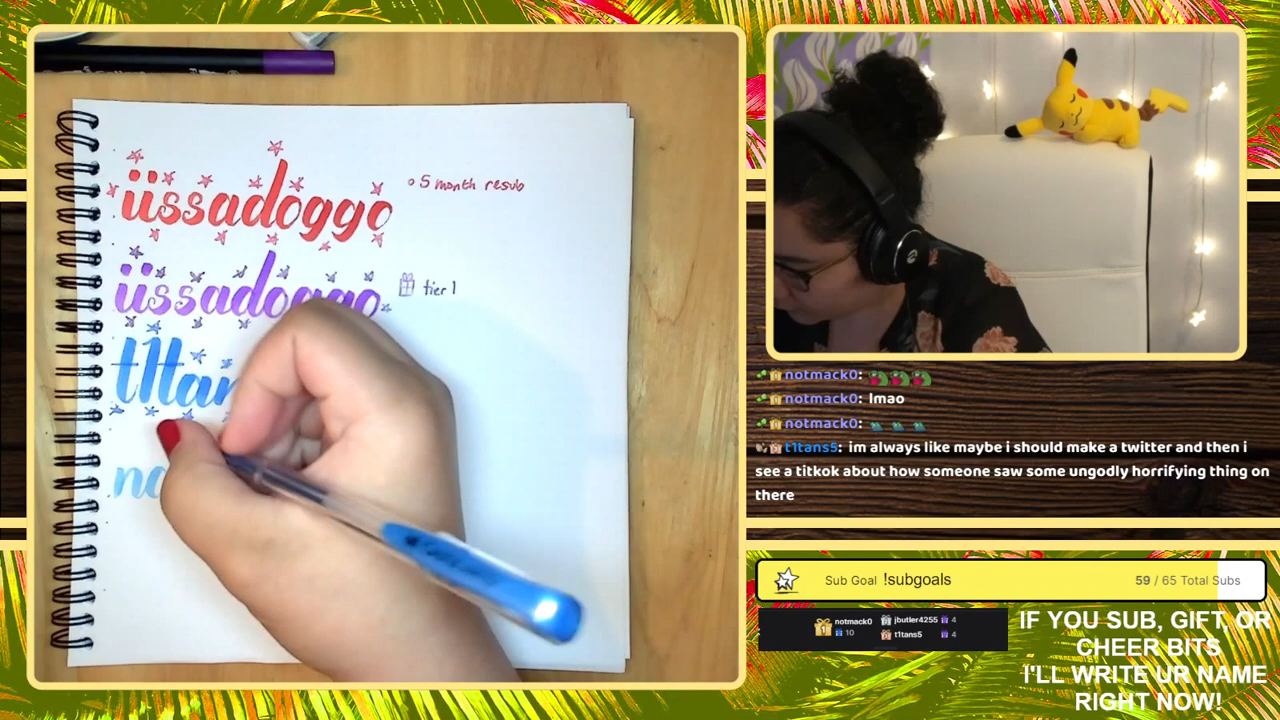 üssadoggo
° 5 month resub
üssadoggo
tier 1
notmack0:
notmack0: lmao
notmack0:
t1tans5: im always like maybe i should make a twitter and then i
see a titkok about how someone saw some ungodly horrifying thing on
there
Sub Goal !subgoals
59 / 65 Total Subs
notmack0
10
jbutler4255 4
t1tans5 4
IF YOU SUB, GIFT, OR
CHEER BITS
I'LL WRITE UR NAME
RIGHT NOW!